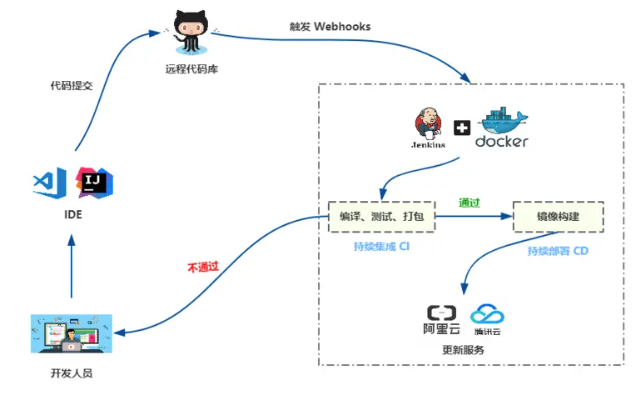 触发 Webhooks
远程代码库
代码提交
Jenkins
docker
IJ
IDE
编译、测试、打包
通过
镜像构建
持续集成 CI
持续部署 CD
不通过
阿里云
腾讯云
更新服务
开发人员